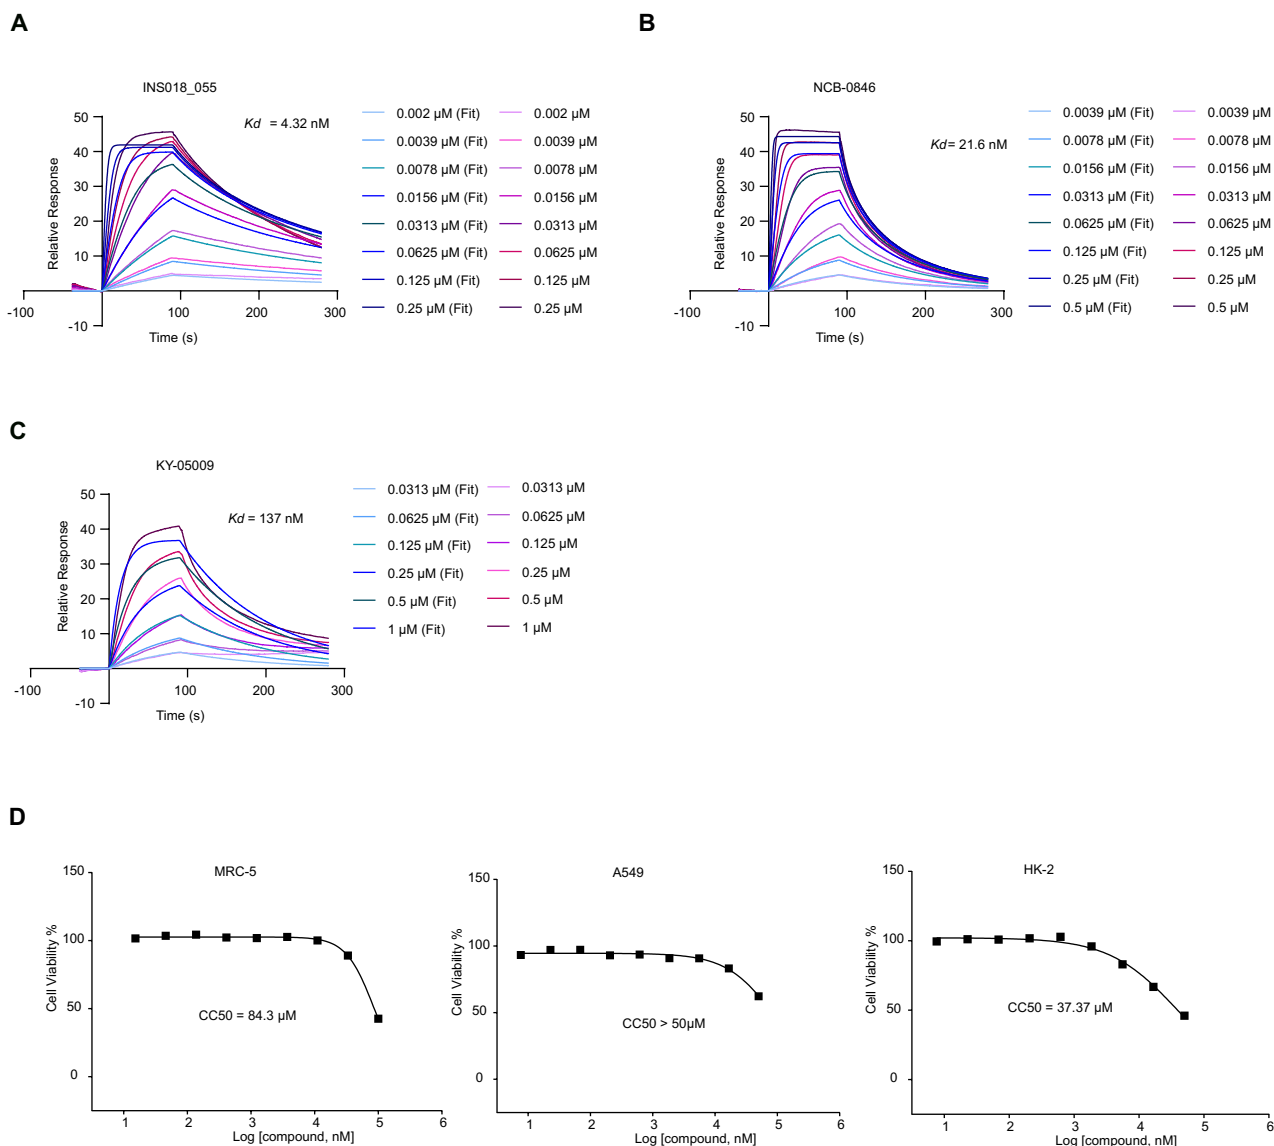 A
INS018_055
Kd = 4.32 nM
Relative Response
50
40
30
20
10
-10
-100
100
200
300
Time (s)
0.002 µM (Fit) 0.002 µM
0.0039 µM (Fit) 0.0039 µM
0.0078 µM (Fit) 0.0078 µM
0.0156 µM (Fit) 0.0156 µM
0.0313 µM (Fit) 0.0313 µM
0.0625 µM (Fit) 0.0625 µM
0.125 µM (Fit) 0.125 µM
0.25 µM (Fit) 0.25 µM
B
NCB-0846
Kd= 21.6 nM
Relative Response
50
40
30
20
10
-10
-100
100
200
300
Time (s)
0.0039 µM (Fit) 0.0039 µM
0.0078 µM (Fit) 0.0078 µM
0.0156 µM (Fit) 0.0156 µM
0.0313 µM (Fit) 0.0313 µM
0.0625 µM (Fit) 0.0625 µM
0.125 µM (Fit) 0.125 µM
0.25 µM (Fit) 0.25 µM
0.5 µM (Fit) 0.5 µM
C
KY-05009
Kd = 137 nM
Relative Response
50
40
30
20
10
-10
-100
100
200
300
Time (s)
0.0313 µM (Fit) 0.0313 µM
0.0625 µM (Fit) 0.0625 µM
0.125 µM (Fit) 0.125 µM
0.25 µM (Fit) 0.25 µM
0.5 µM (Fit) 0.5 µM
1 µM (Fit) 1 µM
D
MRC-5
Cell Viability %
150
100
50
0
CC50 = 84.3 µM
1 2 3 4 5 6
Log [compound, nM]
A549
Cell Viability %
150
100
50
0
CC50 > 50µM
1 2 3 4 5 6
Log [compound, nM]
HK-2
Cell Viability %
150
100
50
0
CC50 = 37.37 µM
1 2 3 4 5 6
Log [compound, nM]